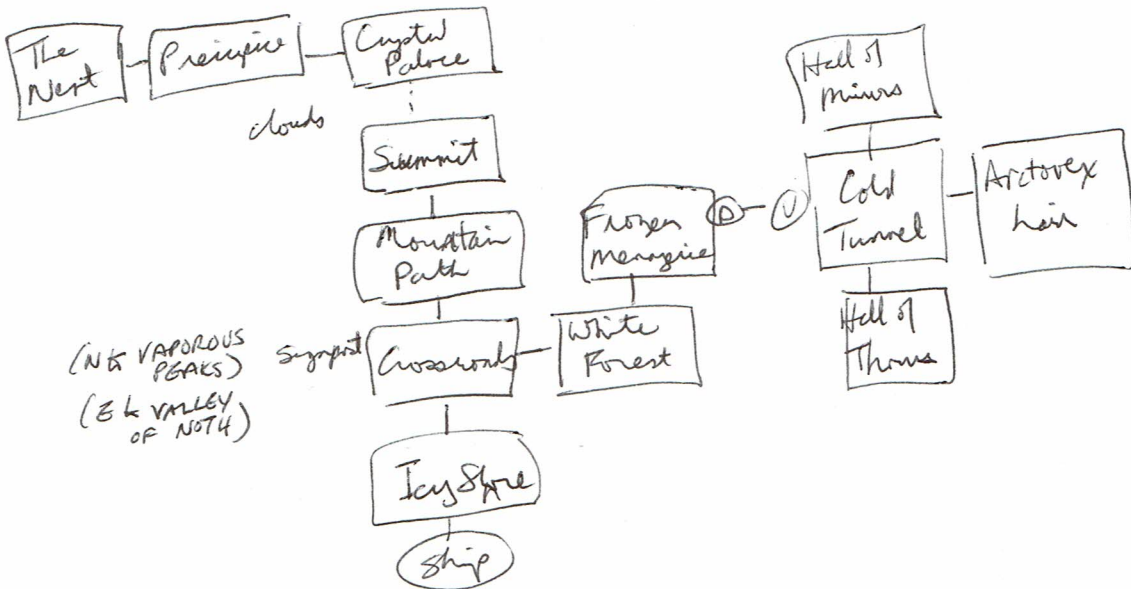 The
Nest
Precipice
Crystal
Palace
clouds
Summit
Mountain
Path
(N to VAPOROUS
PEAKS)
(E to VALLEY
OF NOTH)
Signpost
Crossroads
White
Forest
Frozen
Menagerie
D
U
Hall of
Mirrors
Cold
Tunnel
Arctovex
Lair
Hall of
Thorns
Icy Shore
Ship